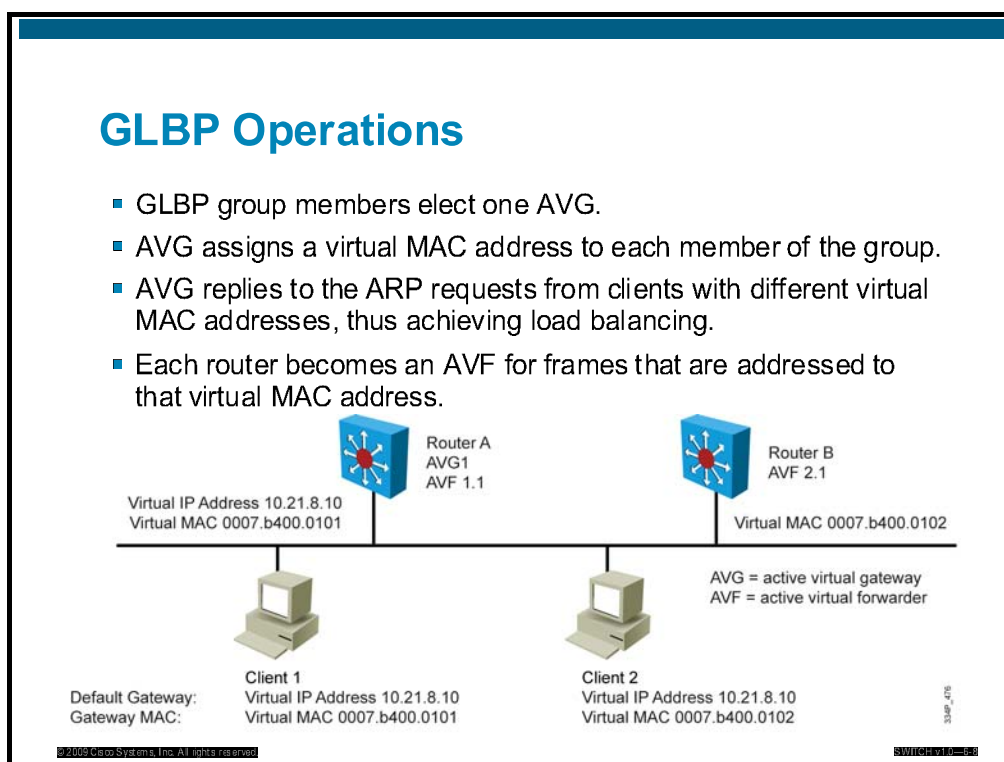 GLBP Operations
GLBP group members elect one AVG.
AVG assigns a virtual MAC address to each member of the group.
AVG replies to the ARP requests from clients with different virtual
MAC addresses, thus achieving load balancing.
Each router becomes an AVF for frames that are addressed to
that virtual MAC address.
Router A
AVG1
AVF 1.1
Router B
AVF 2.1
Virtual IP Address 10.21.8.10
Virtual MAC 0007.b400.0101
Virtual MAC 0007.b400.0102
AVG = active virtual gateway
AVF = active virtual forwarder
Client 1
Client 2
Default Gateway: Virtual IP Address 10.21.8.10 Virtual IP Address 10.21.8.10
Gateway MAC: Virtual MAC 0007.b400.0101 Virtual MAC 0007.b400.0102
334P_476
© 2009 Cisco Systems, Inc. All rights reserved.
SWITCH v1.0—6-8